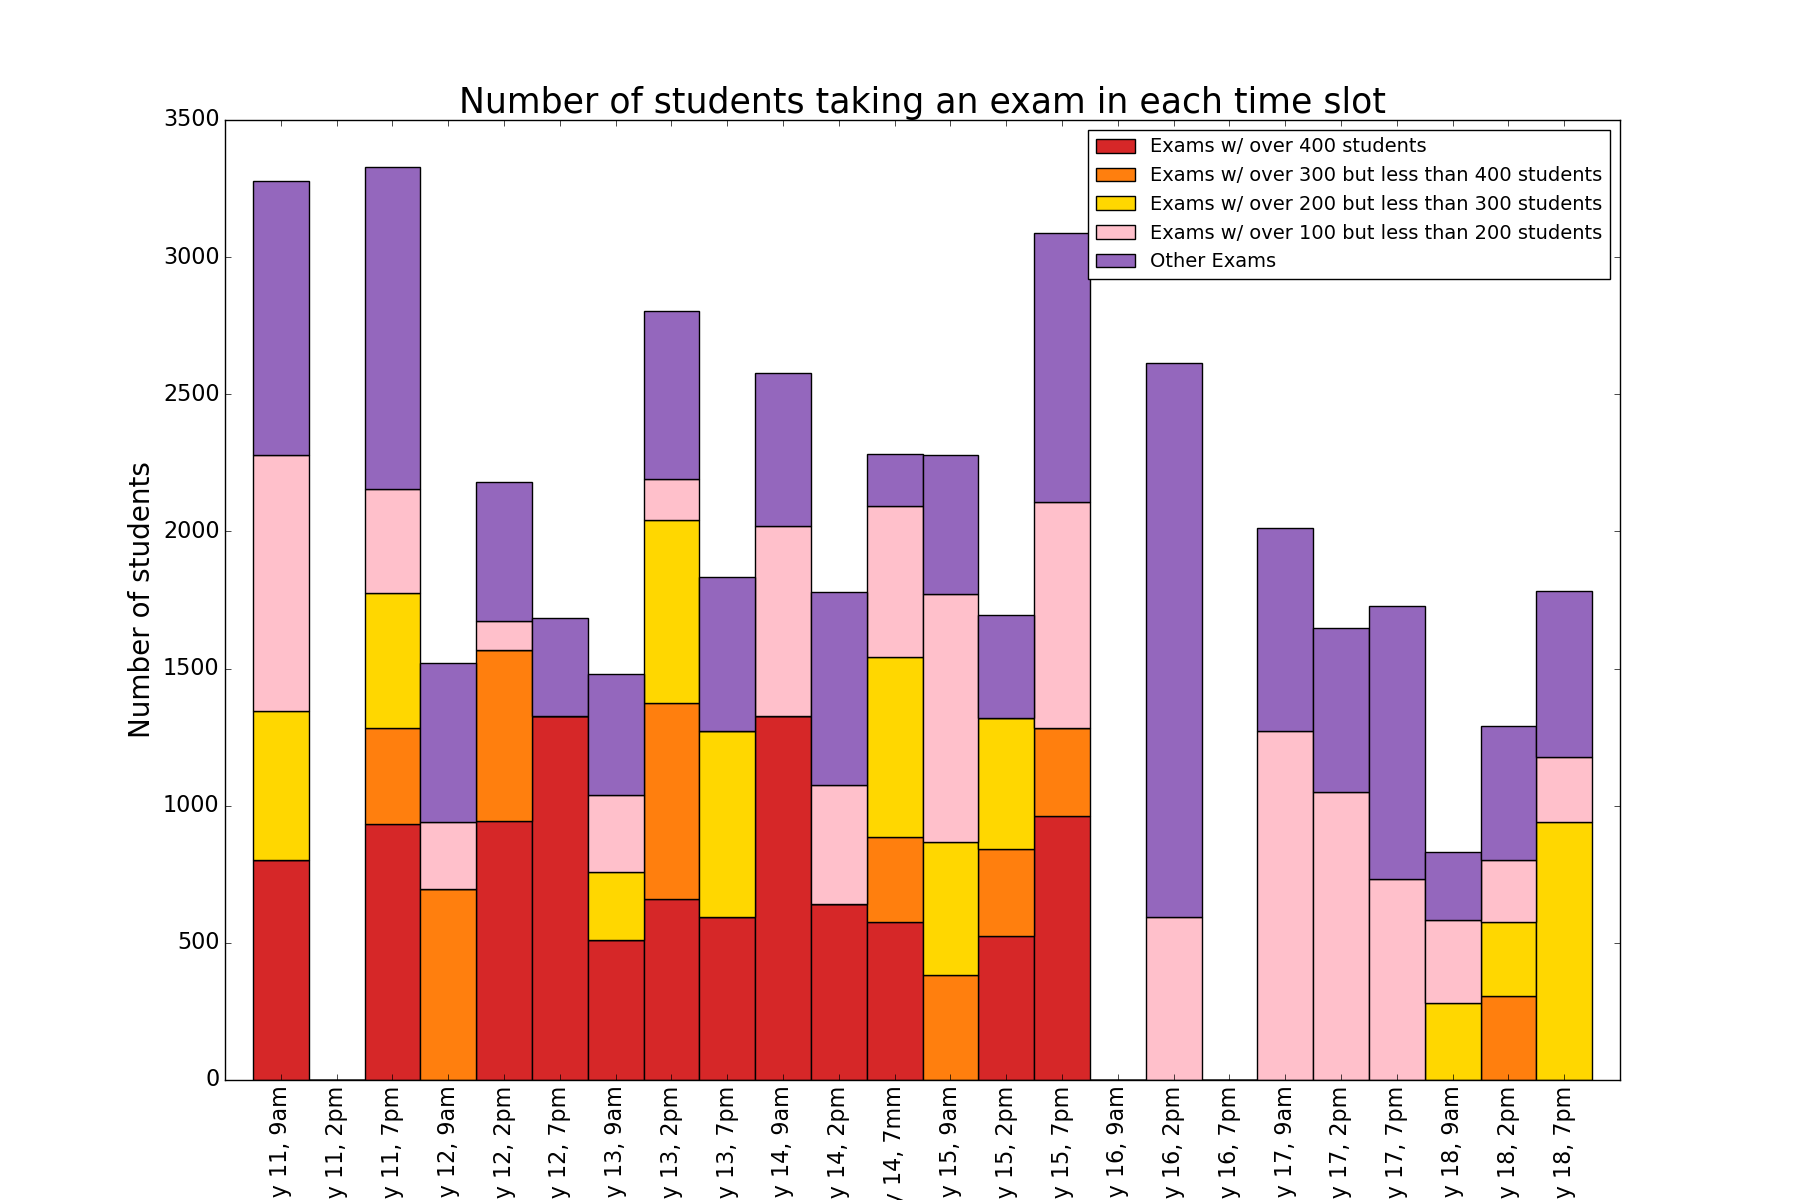 Number of students taking an exam in each time slot
Exams w/ over 400 students
Exams w/ over 300 but less than 400 students
Exams w/ over 200 but less than 300 students
Exams w/ over 100 but less than 200 students
Other Exams
Number of students
3500
3000
2500
2000
1500
1000
500
0
y 11, 9am
y 11, 2pm
y 11, 7pm
y 12, 9am
y 12, 2pm
y 12, 7pm
y 13, 9am
y 13, 2pm
y 13, 7pm
y 14, 9am
y 14, 2pm
y 14, 7mm
y 15, 9am
y 15, 2pm
y 15, 7pm
y 16, 9am
y 16, 2pm
y 16, 7pm
y 17, 9am
y 17, 2pm
y 17, 7pm
y 18, 9am
y 18, 2pm
y 18, 7pm